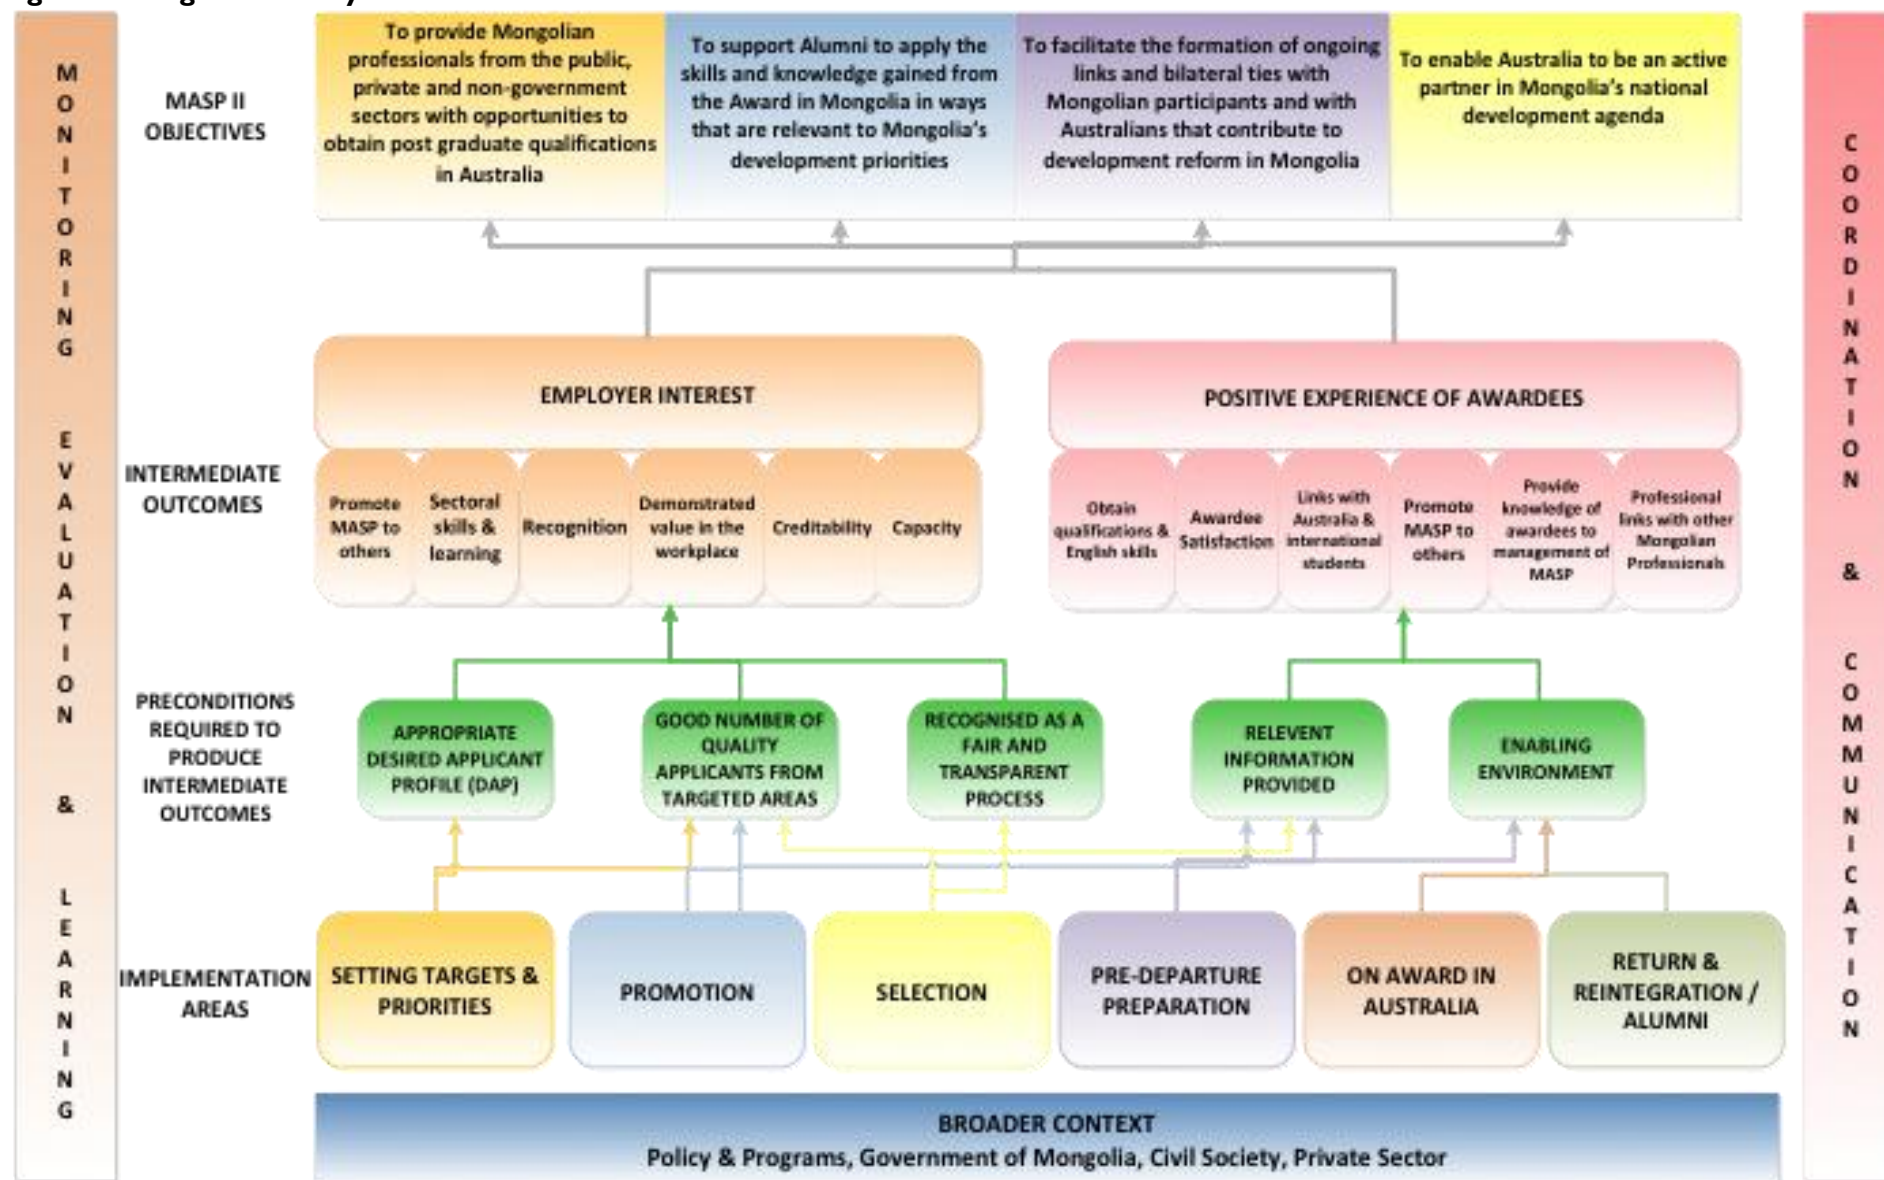 MONITORING EVALUATION & LEARNING
MASP II
OBJECTIVES
To provide Mongolian
professionals from the public,
private and non-government
sectors with opportunities to
obtain post graduate qualifications
in Australia
To support Alumni to apply the
skills and knowledge gained from
the Award in Mongolia in ways
that are relevant to Mongolia's
development priorities
To facilitate the formation of ongoing
links and bilateral ties with
Mongolian participants and with
Australians that contribute to
development reform in Mongolia
To enable Australia to be an active
partner in Mongolia's national
development agenda
INTERMEDIATE
OUTCOMES
EMPLOYER INTEREST
Promote
MASP to
others
Sectoral
skills &
learning
Recognition
Demonstrated
value in the
workplace
Creditability
Capacity
POSITIVE EXPERIENCE OF AWARDEES
Obtain
qualifications &
English skills
Awardee
Satisfaction
Links with
Australia &
international
students
Promote
MASP to
others
Provide
knowledge of
awardees to
management of
MASP
Professional
links with other
Mongolian
Professionals
PRECONDITIONS
REQUIRED TO
PRODUCE
INTERMEDIATE
OUTCOMES
APPROPRIATE
DESIRED APPLICANT
PROFILE (DAP)
GOOD NUMBER OF
QUALITY
APPLICANTS FROM
TARGETED AREAS
RECOGNISED AS A
FAIR AND
TRANSPARENT
PROCESS
RELEVENT
INFORMATION
PROVIDED
ENABLING
ENVIRONMENT
IMPLEMENTATION
AREAS
SETTING TARGETS &
PRIORITIES
PROMOTION
SELECTION
PRE-DEPARTURE
PREPARATION
ON AWARD IN
AUSTRALIA
RETURN &
REINTEGRATION /
ALUMNI
BROADER CONTEXT
Policy & Programs, Government of Mongolia, Civil Society, Private Sector
COORDINATION & COMMUNICATION